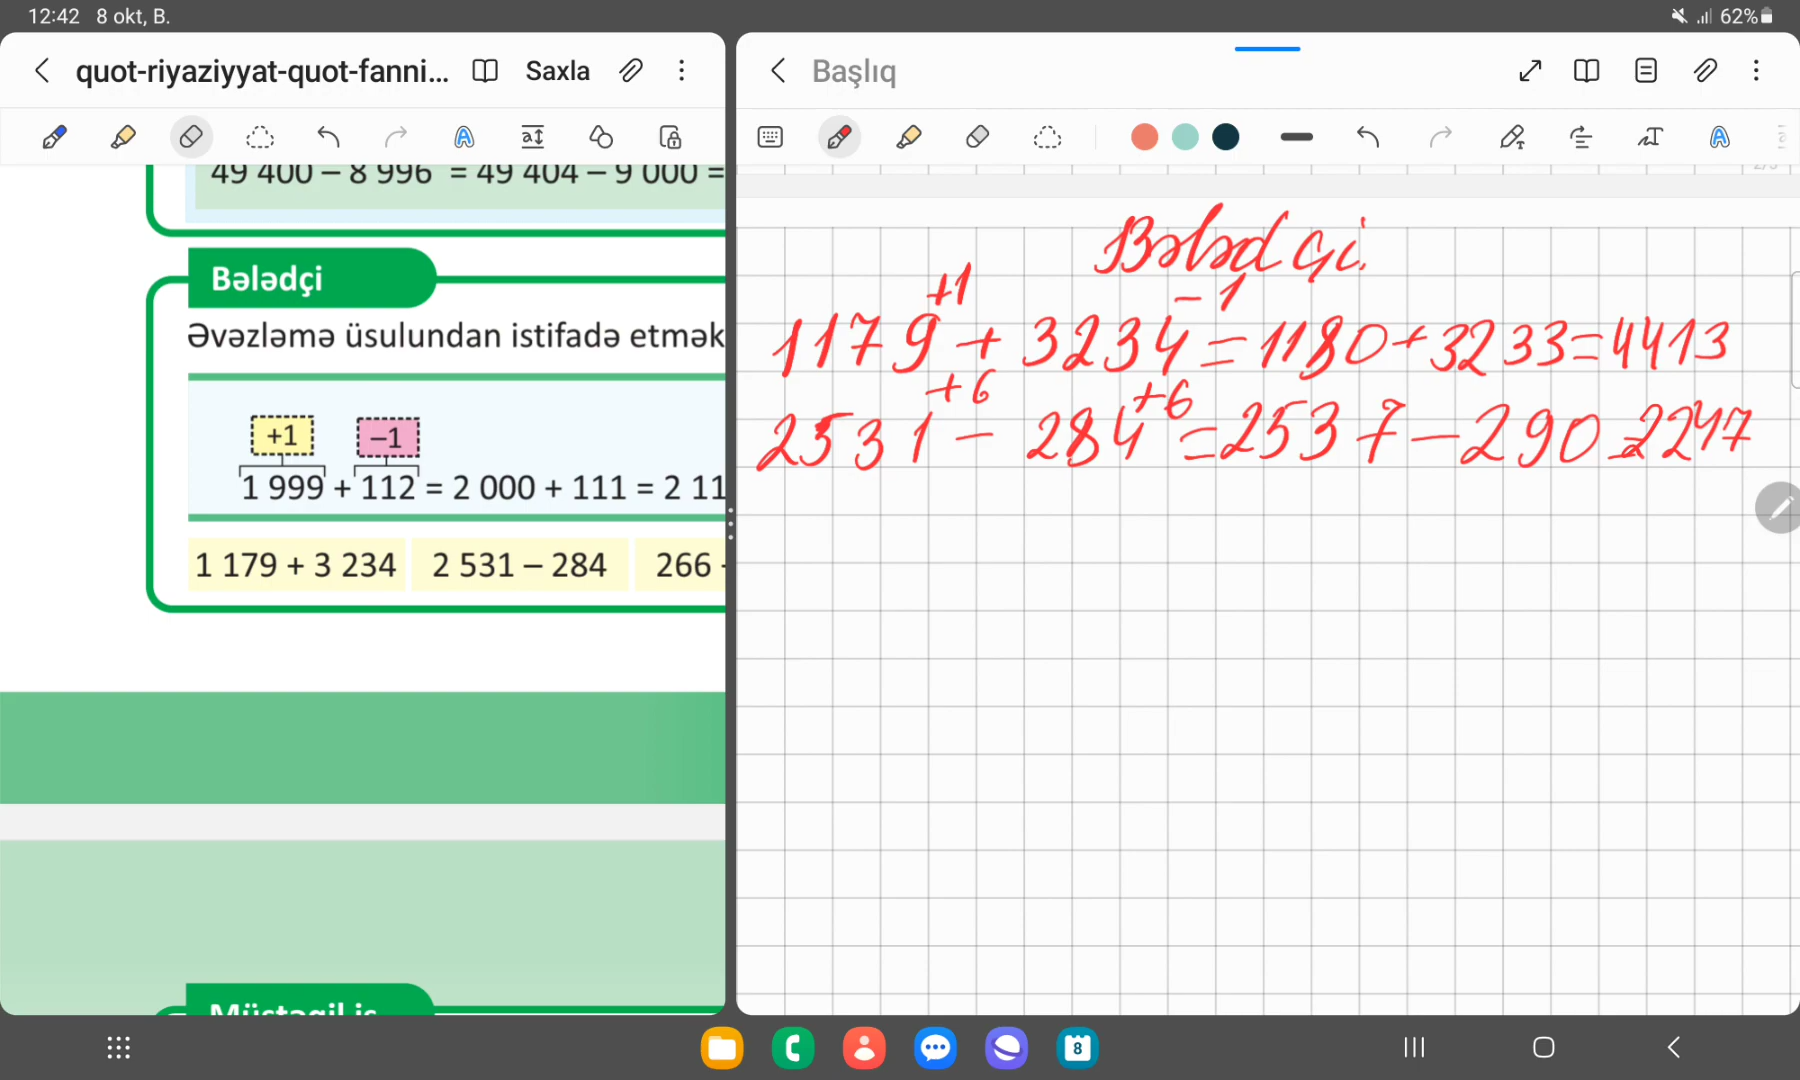 12:42 8 okt, B.
62%
quot-riyaziyyat-quot-fanni...
Saxla
49 400 – 8 996 = 49 404 – 9 000 =
Bələdçi
Əvəzləmə üsulundan istifadə etmək
+1 –1
1 999 + 112 = 2 000 + 111 = 2 11
1 179 + 3 234
2 531 – 284
266
Müstəqil iş
Başlıq
Bələdçi.
+1 -1
1179 + 3234 = 1180 + 3233 = 4413
+6 +6
2531 - 284 = 2537 - 290 = 2247
8